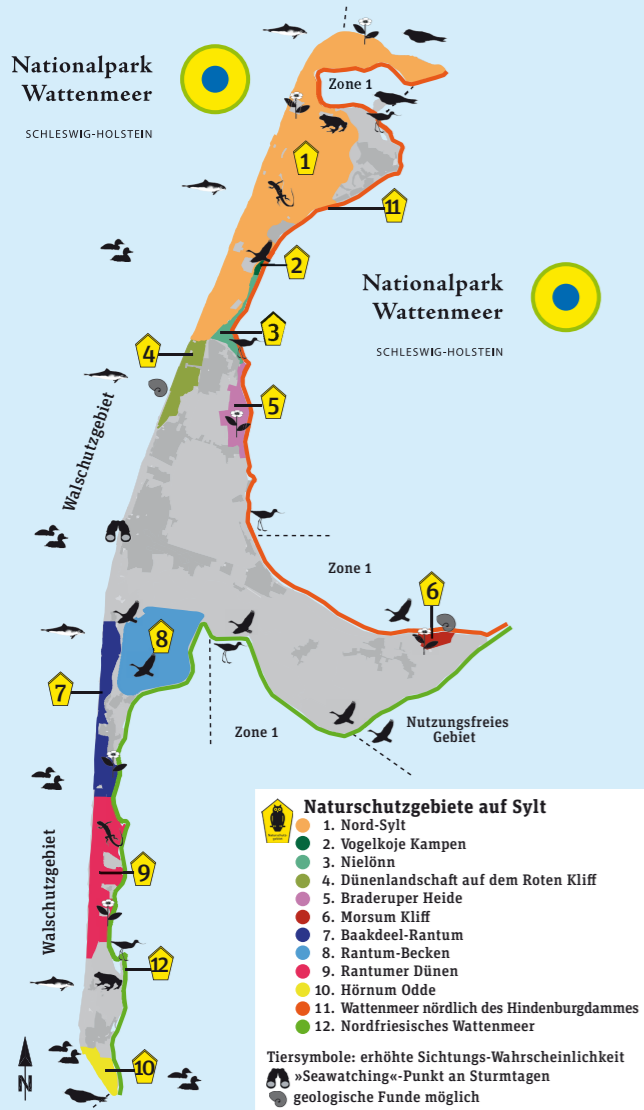 Nationalpark
Wattenmeer
SCHLESWIG-HOLSTEIN
Zone 1
1
11
2
Nationalpark
Wattenmeer
SCHLESWIG-HOLSTEIN
3
4
5
Walschutzgebiet
Zone 1
6
8
7
Zone 1
Nutzungsfreies
Gebiet
Walschutzgebiet
9
12
10
N
Naturschutzgebiete auf Sylt
1. Nord-Sylt
2. Vogelkoje Kampen
3. Nielönn
4. Dünenlandschaft auf dem Roten Kliff
5. Braderuper Heide
6. Morsum Kliff
7. Baakdeel-Rantum
8. Rantum-Becken
9. Rantumer Dünen
10. Hörnum Odde
11. Wattenmeer nördlich des Hindenburgdammes
12. Nordfriesisches Wattenmeer
Tiersymbole: erhöhte Sichtungs-Wahrscheinlichkeit
»Seawatching«-Punkt an Sturmtagen
geologische Funde möglich